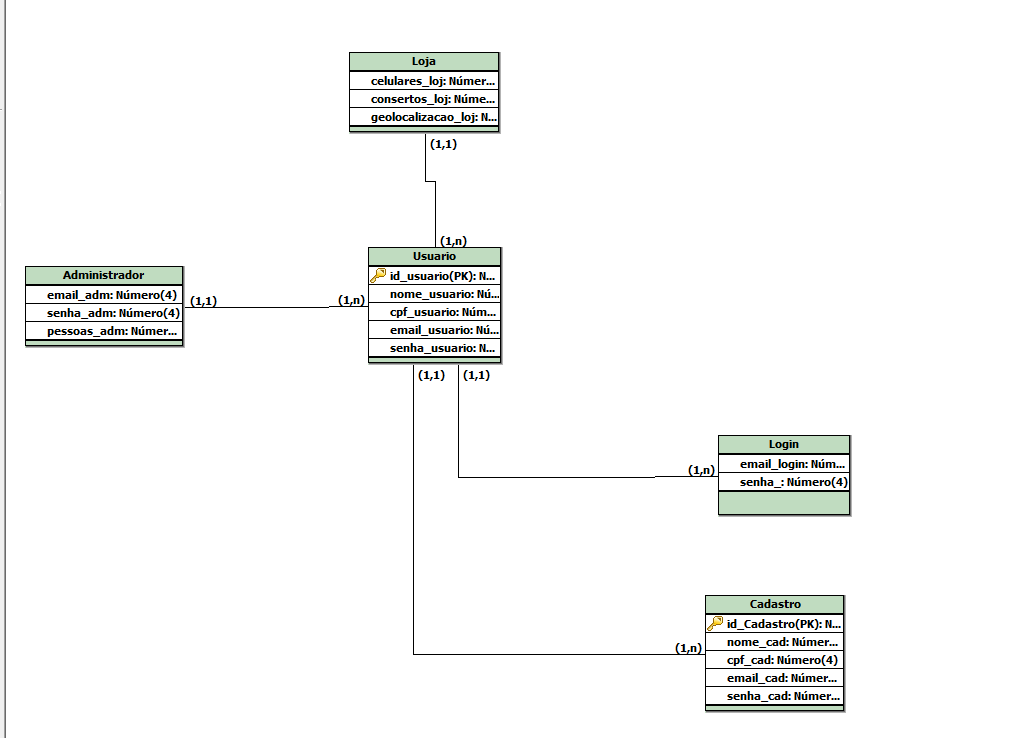 Loja
celulares_loj: Númer...
consertos_loj: Núme...
geolocalizacao_loj: N...
(1,1)
(1,n)
Usuario
id_usuario(PK): N...
nome_usuario: Nú...
cpf_usuario: Núm...
email_usuario: Nú...
senha_usuario: N...
Administrador
email_adm: Número(4)
senha_adm: Número(4)
pessoas_adm: Númer...
(1,1)
(1,n)
(1,1)
(1,1)
Login
email_login: Núm...
senha_: Número(4)
(1,n)
Cadastro
id_Cadastro(PK): N...
nome_cad: Númer...
cpf_cad: Número(4)
email_cad: Númer...
senha_cad: Númer...
(1,n)